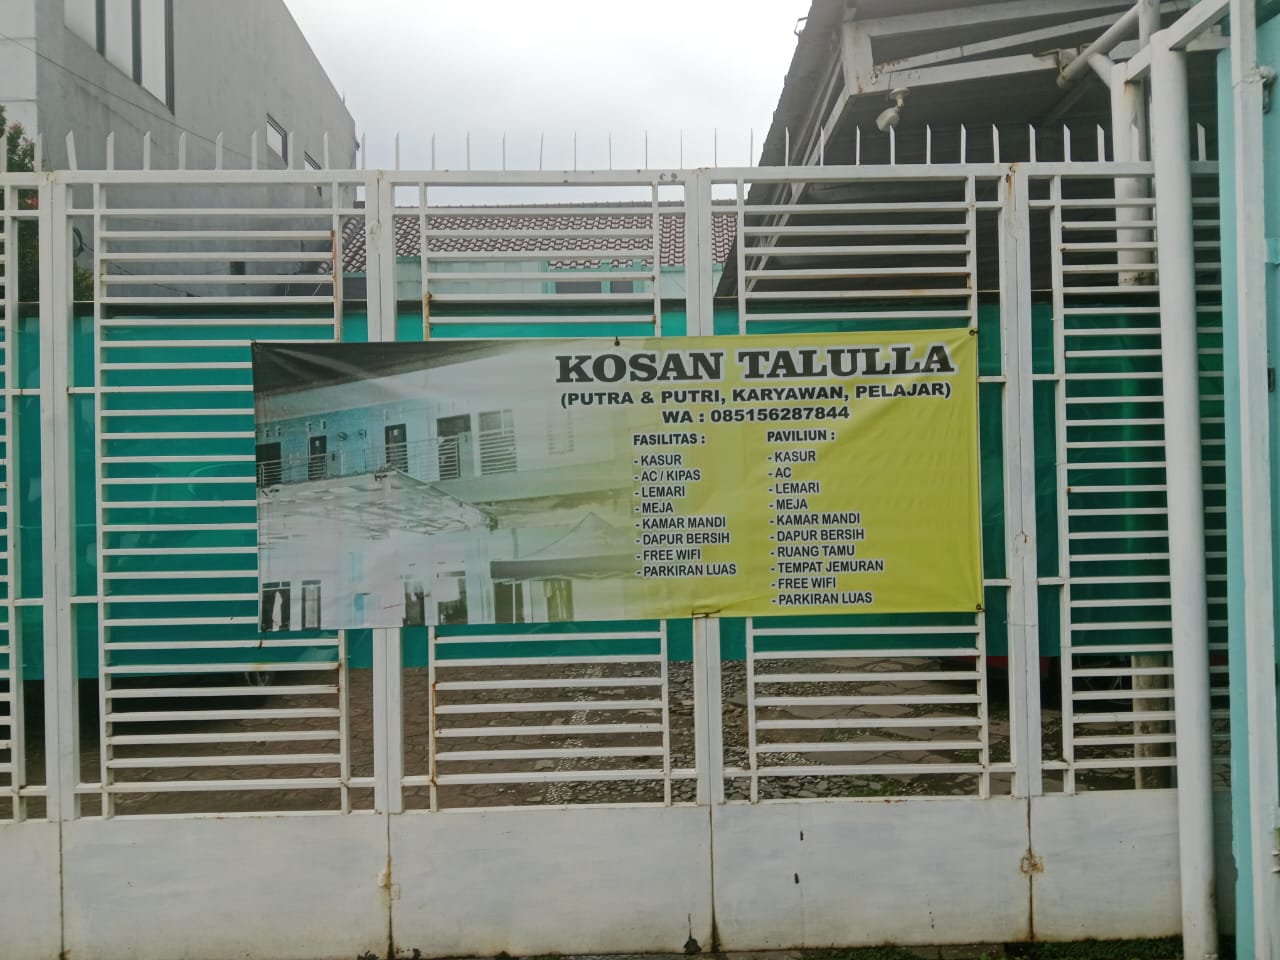 KOSAN TALULLA
(PUTRA & PUTRI, KARYAWAN, PELAJAR)
WA : 085156287844
FASILITAS :
- KASUR
- AC / KIPAS
- LEMARI
- MEJA
- KAMAR MANDI
- DAPUR BERSIH
- FREE WIFI
- PARKIRAN LUAS
PAVILIUN :
- KASUR
- AC
- LEMARI
- MEJA
- KAMAR MANDI
- DAPUR BERSIH
- RUANG TAMU
- TEMPAT JEMURAN
- FREE WIFI
- PARKIRAN LUAS